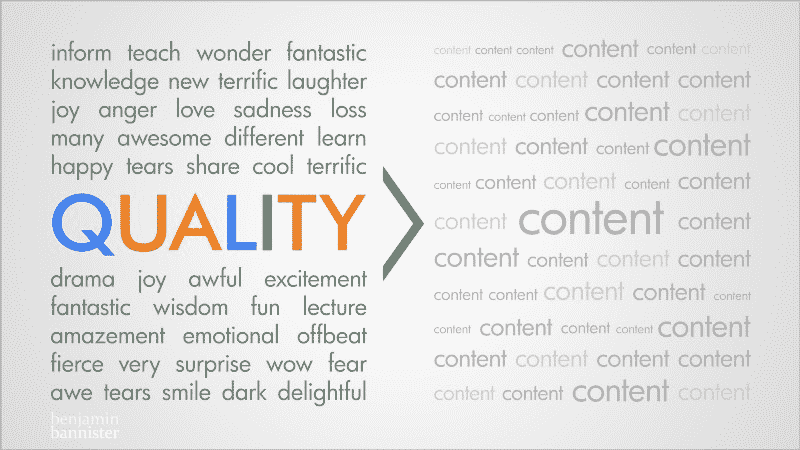 inform teach wonder fantastic
knowledge new terrific laughter
joy anger love sadness loss
many awesome different learn
happy tears share cool terrific
QUALITY
drama joy awful excitement
fantastic wisdom fun lecture
amazement emotional offbeat
fierce very surprise wow fear
awe tears smile dark delightful
benjamin
bannister
content content content content content content
content content content content
content content content content content
content content content content
content content content content content
content content content
content content content content
content content content content content
content content content content content
content content content content
content content content content